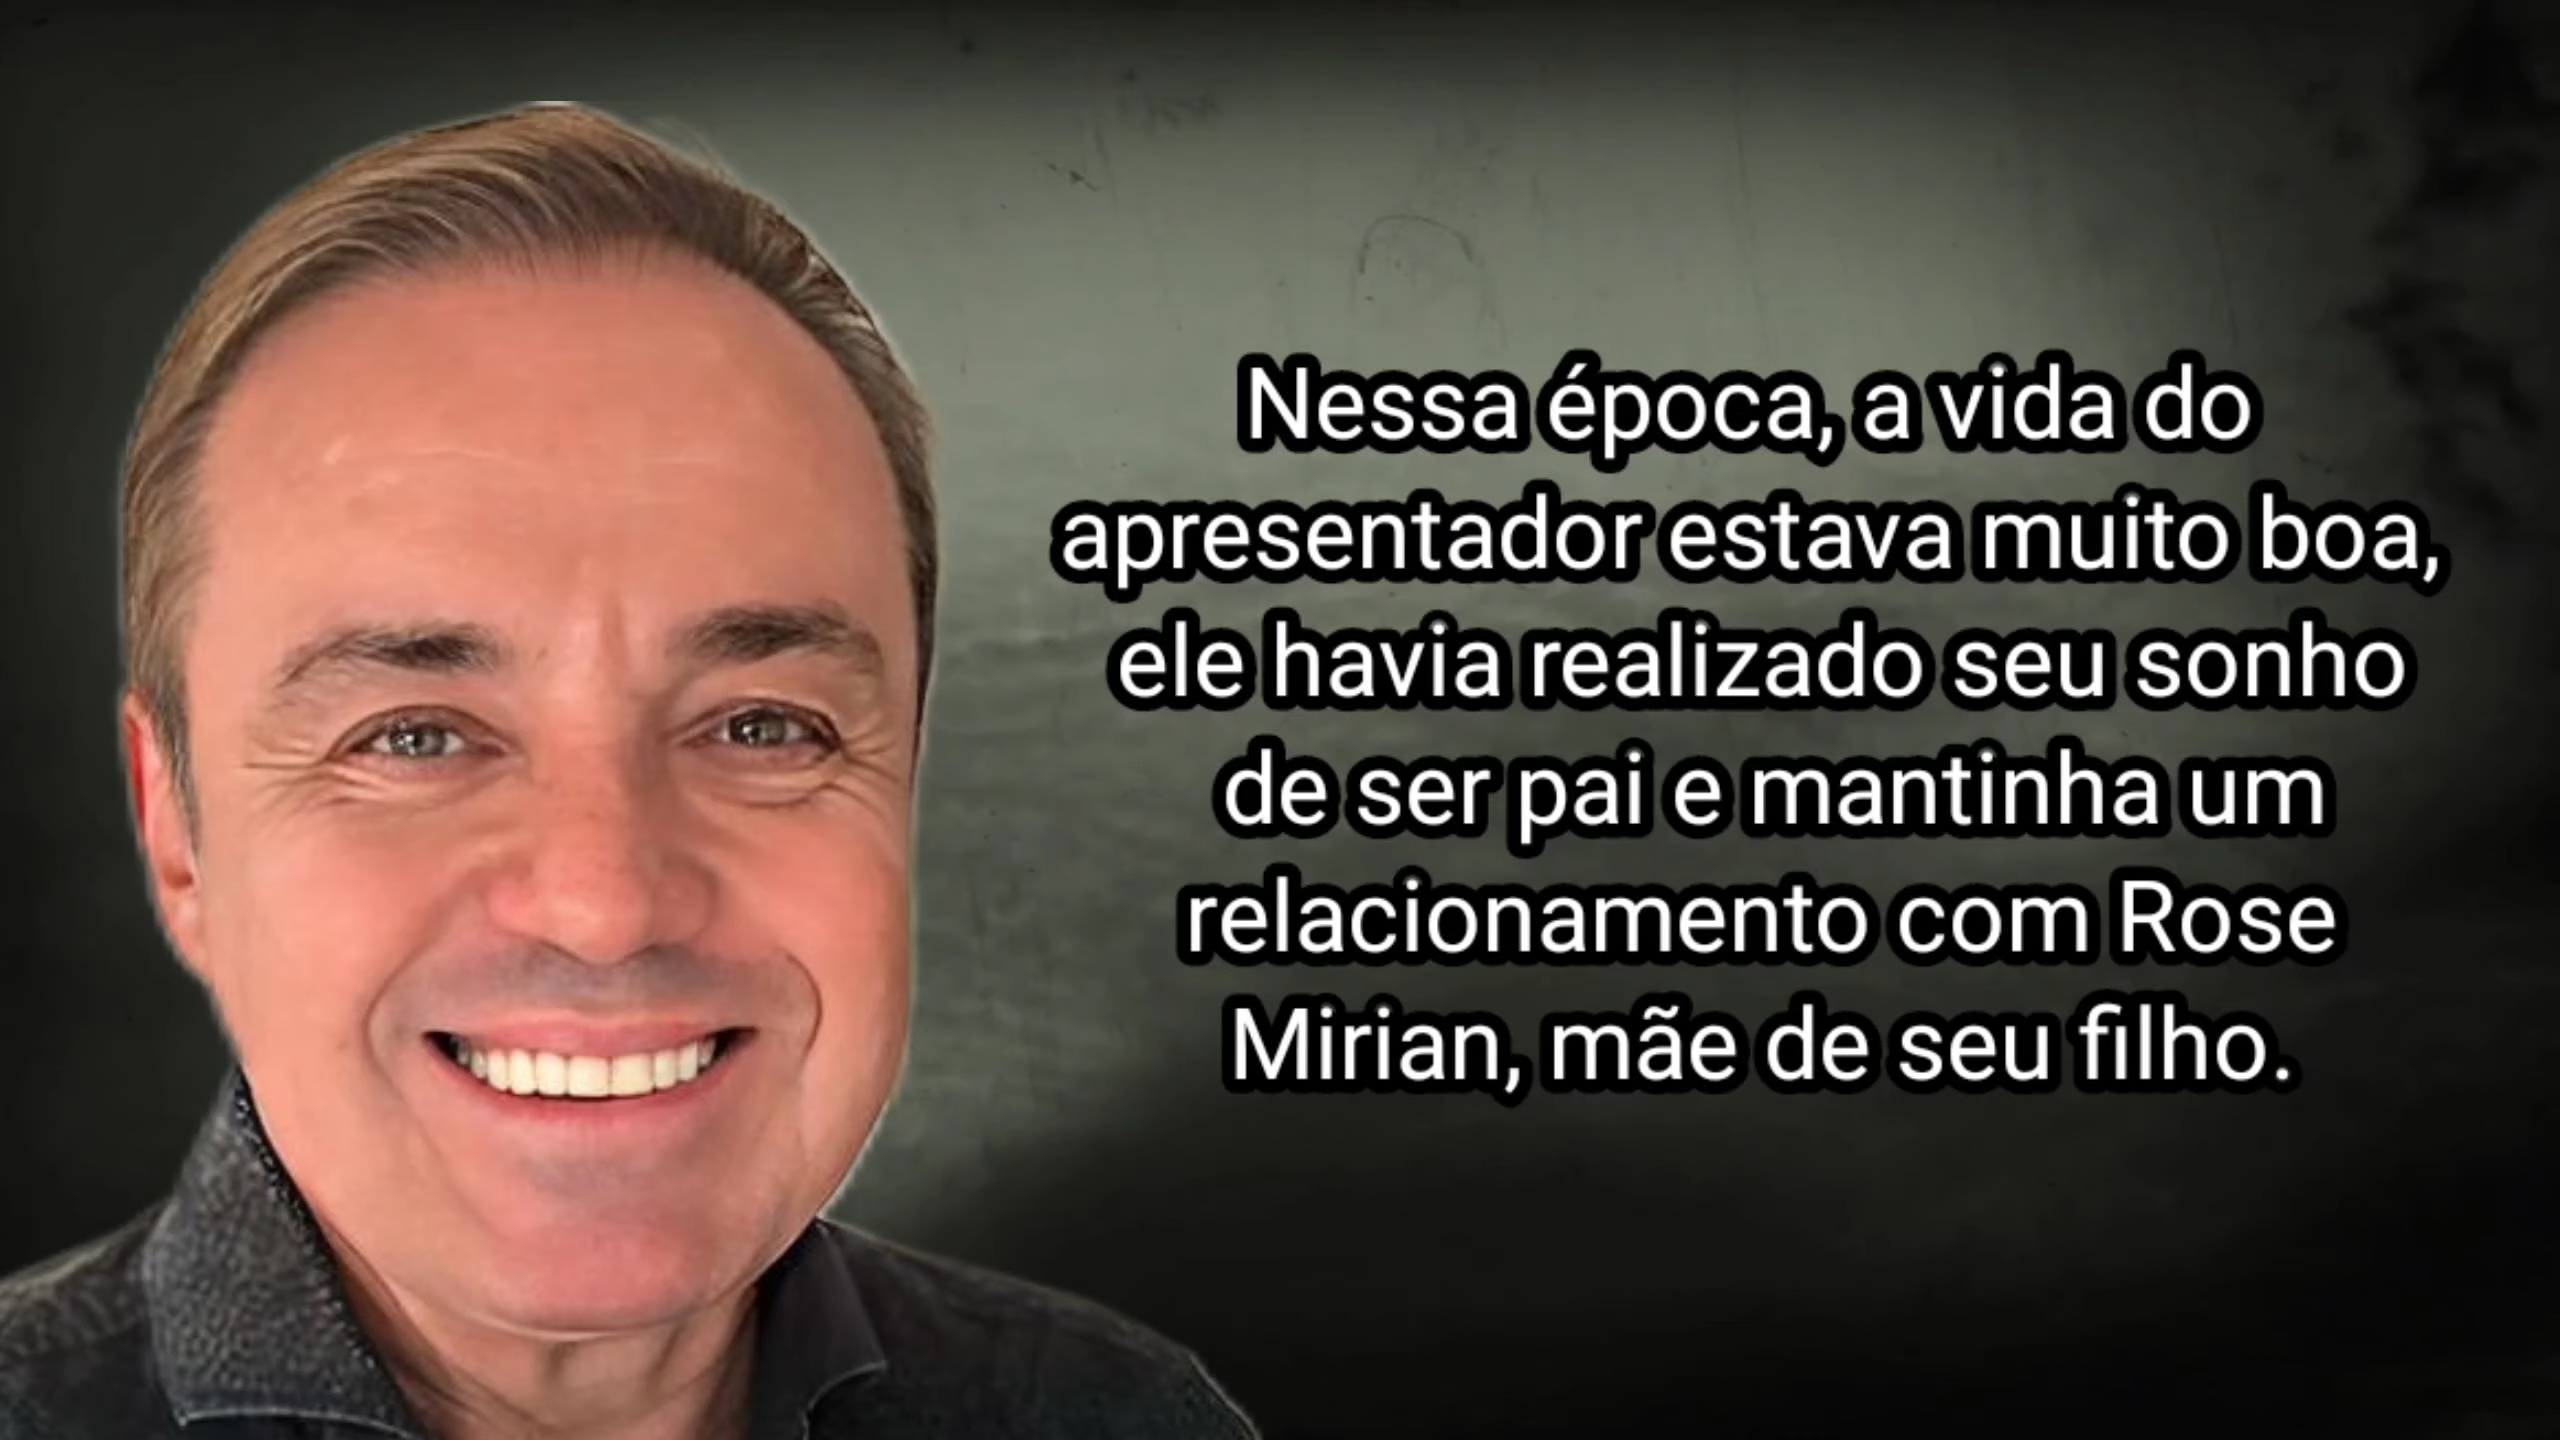 Nessa época, a vida do
apresentador estava muito boa,
ele havia realizado seu sonho
de ser pai e mantinha um
relacionamento com Rose
Mirian, mãe de seu filho.